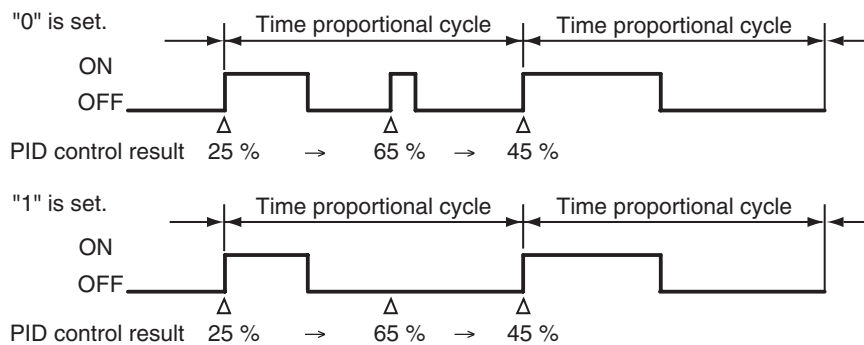 "0" is set.
Time proportional cycle Time proportional cycle
ON
OFF
PID control result 25 % → 65 % → 45 %
"1" is set.
Time proportional cycle Time proportional cycle
ON
OFF
PID control result 25 % → 65 % → 45 %